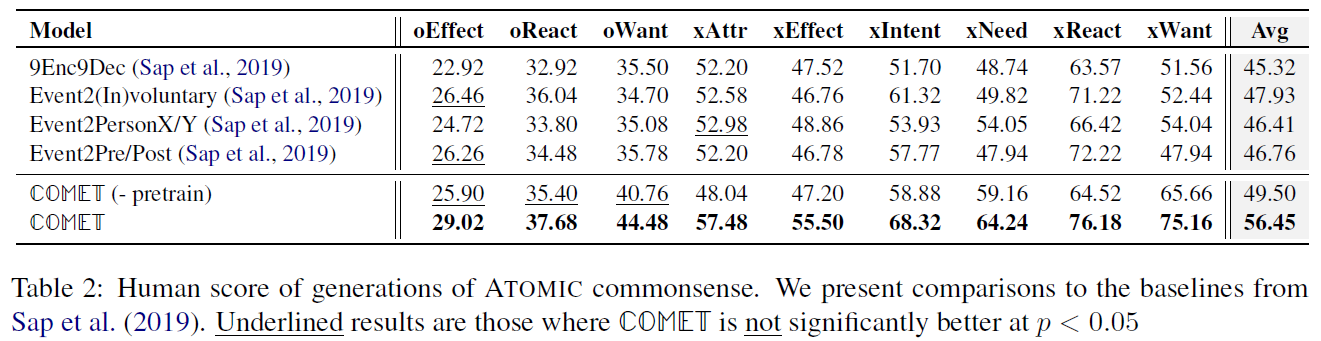 Model oEffect oReact oWant xAttr xEffect xIntent xNeed xReact xWant Avg
9Enc9Dec (Sap et al., 2019) 22.92 32.92 35.50 52.20 47.52 51.70 48.74 63.57 51.56 45.32
Event2(In)voluntary (Sap et al., 2019) 26.46 36.04 34.70 52.58 46.76 61.32 49.82 71.22 52.44 47.93
Event2PersonX/Y (Sap et al., 2019) 24.72 33.80 35.08 52.98 48.86 53.93 54.05 66.42 54.04 46.41
Event2Pre/Post (Sap et al., 2019) 26.26 34.48 35.78 52.20 46.78 57.77 47.94 72.22 47.94 46.76
COMET (- pretrain) 25.90 35.40 40.76 48.04 47.20 58.88 59.16 64.52 65.66 49.50
COMET 29.02 37.68 44.48 57.48 55.50 68.32 64.24 76.18 75.16 56.45
Table 2: Human score of generations of ATOMIC commonsense. We present comparisons to the baselines from
Sap et al. (2019). Underlined results are those where COMET is not significantly better at p < 0.05